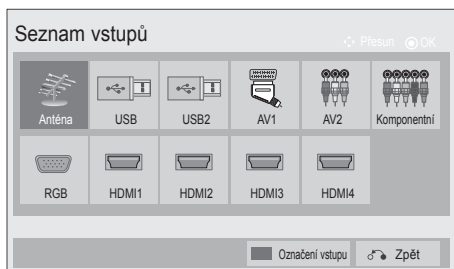 Seznam vstupů
Přesun OK
Anténa USB USB2 AV1 AV2 Komponentní
RGB HDMI1 HDMI2 HDMI3 HDMI4
Označení vstupu Zpět